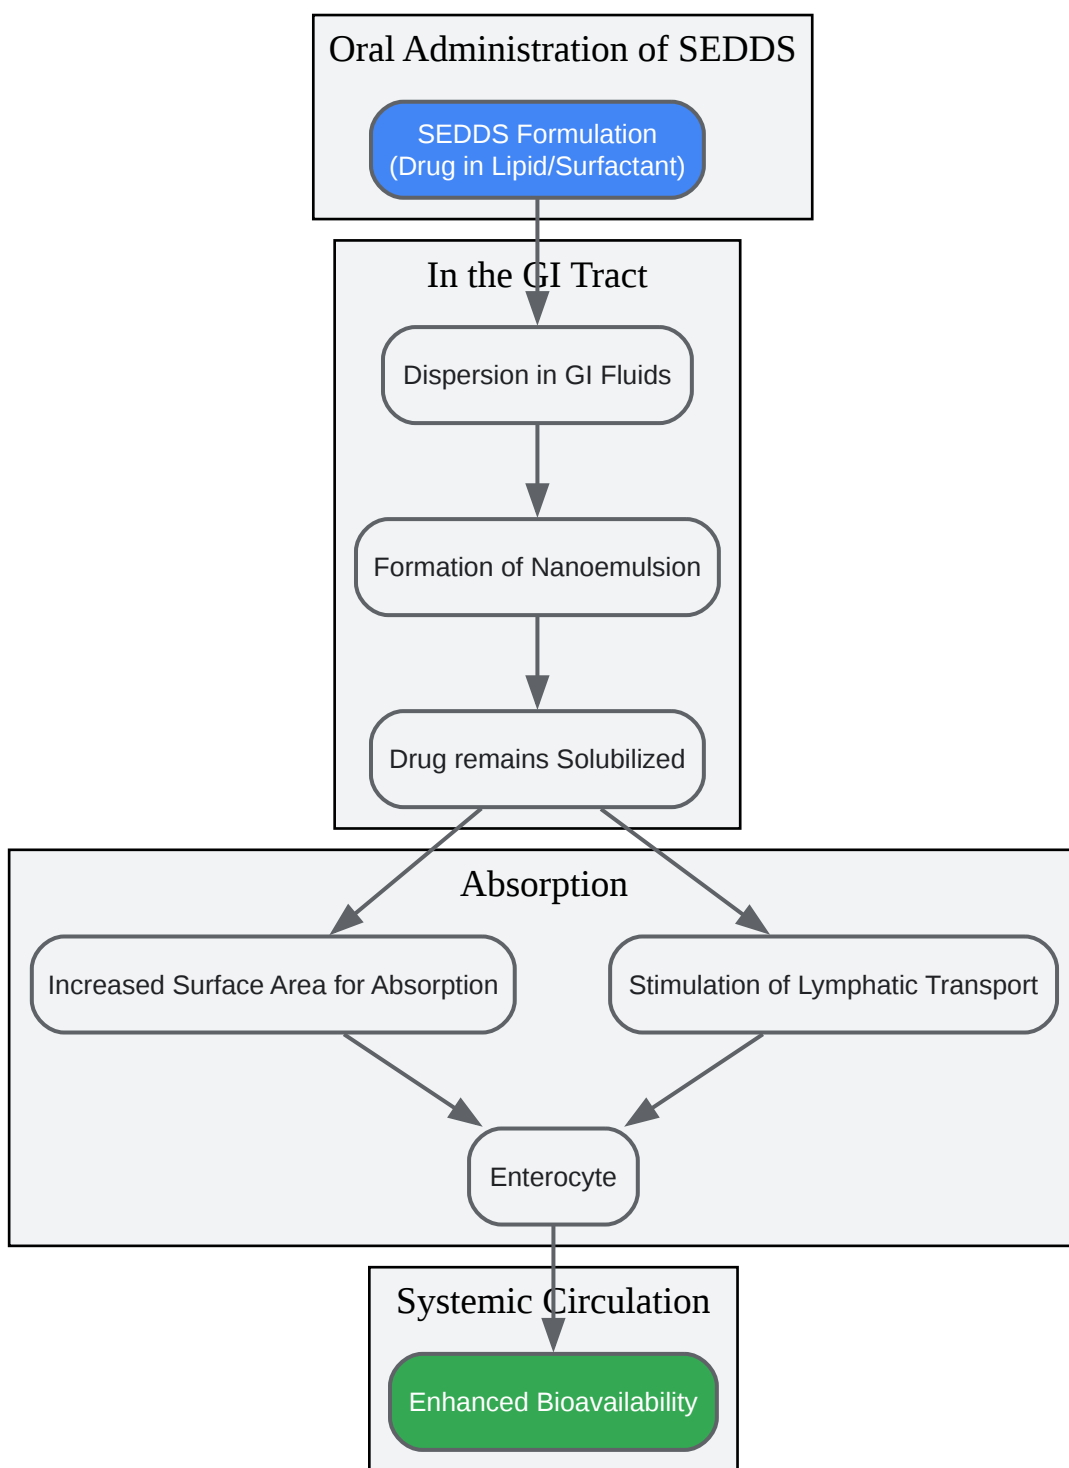 Oral Administration of SEDDS
SEDDS Formulation
(Drug in Lipid/Surfactant)
In the GI Tract
Dispersion in GI Fluids
Formation of Nanoemulsion
Drug remains Solubilized
Absorption
Increased Surface Area for Absorption
Stimulation of Lymphatic Transport
Enterocyte
Systemic Circulation
Enhanced Bioavailability